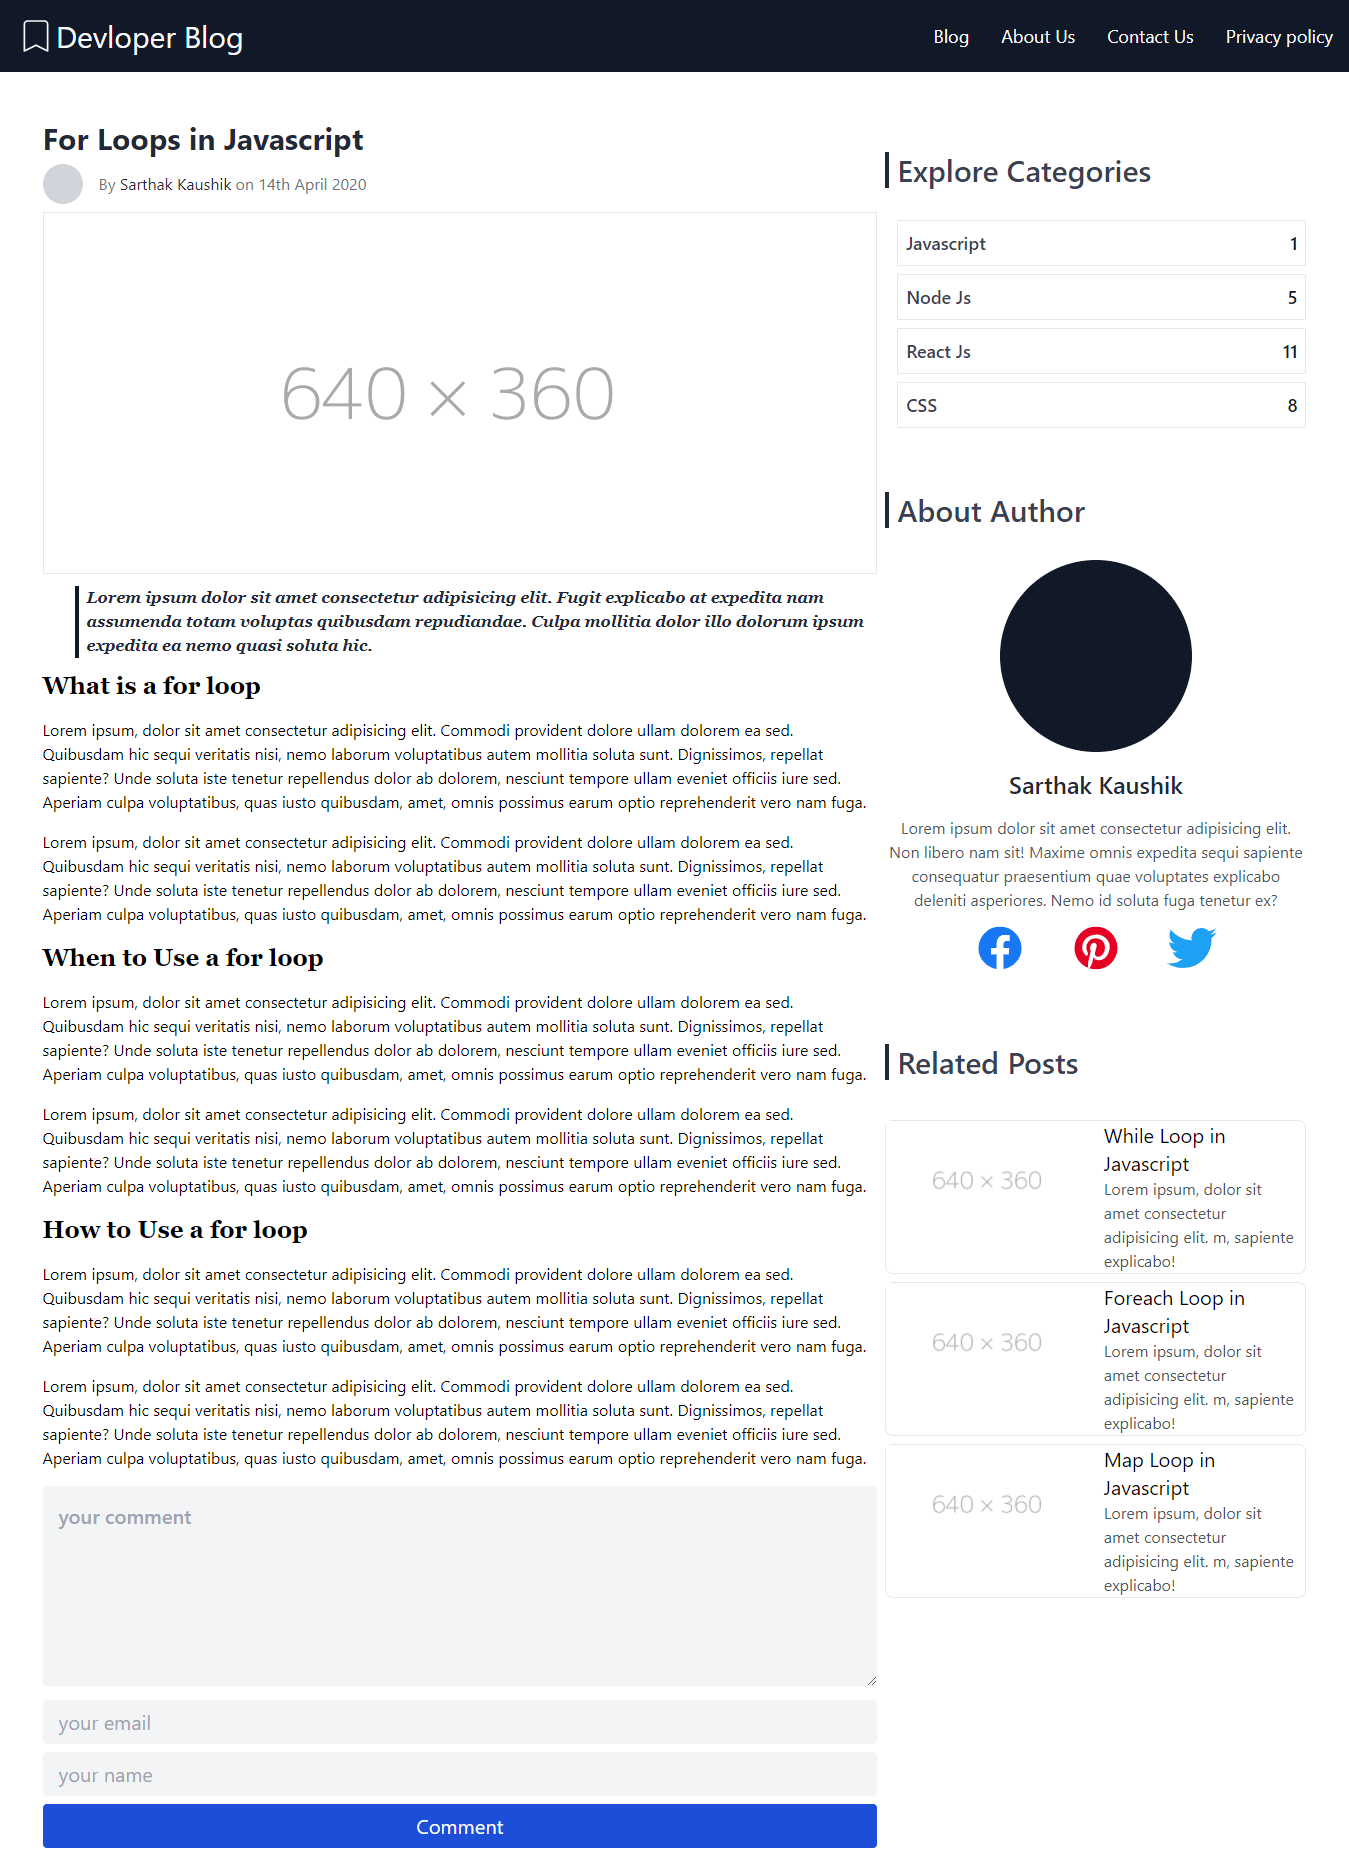 Devloper Blog
Blog
About Us
Contact Us
Privacy policy
For Loops in Javascript
By Sarthak Kaushik on 14th April 2020
640 × 360
Lorem ipsum dolor sit amet consectetur adipisicing elit. Fugit explicabo at expedita nam
assumenda totam voluptas quibusdam repudiandae. Culpa mollitia dolor illo dolorum ipsum
expedita ea nemo quasi soluta hic.
What is a for loop
Lorem ipsum, dolor sit amet consectetur adipisicing elit. Commodi provident dolore ullam dolorem ea sed.
Quibusdam hic sequi veritatis nisi, nemo laborum voluptatibus autem mollitia soluta sunt. Dignissimos, repellat
sapiente? Unde soluta iste tenetur repellendus dolor ab dolorem, nesciunt tempore ullam eveniet officiis iure sed.
Aperiam culpa voluptatibus, quas iusto quibusdam, amet, omnis possimus earum optio reprehenderit vero nam fuga.
Lorem ipsum, dolor sit amet consectetur adipisicing elit. Commodi provident dolore ullam dolorem ea sed.
Quibusdam hic sequi veritatis nisi, nemo laborum voluptatibus autem mollitia soluta sunt. Dignissimos, repellat
sapiente? Unde soluta iste tenetur repellendus dolor ab dolorem, nesciunt tempore ullam eveniet officiis iure sed.
Aperiam culpa voluptatibus, quas iusto quibusdam, amet, omnis possimus earum optio reprehenderit vero nam fuga.
When to Use a for loop
Lorem ipsum, dolor sit amet consectetur adipisicing elit. Commodi provident dolore ullam dolorem ea sed.
Quibusdam hic sequi veritatis nisi, nemo laborum voluptatibus autem mollitia soluta sunt. Dignissimos, repellat
sapiente? Unde soluta iste tenetur repellendus dolor ab dolorem, nesciunt tempore ullam eveniet officiis iure sed.
Aperiam culpa voluptatibus, quas iusto quibusdam, amet, omnis possimus earum optio reprehenderit vero nam fuga.
Lorem ipsum, dolor sit amet consectetur adipisicing elit. Commodi provident dolore ullam dolorem ea sed.
Quibusdam hic sequi veritatis nisi, nemo laborum voluptatibus autem mollitia soluta sunt. Dignissimos, repellat
sapiente? Unde soluta iste tenetur repellendus dolor ab dolorem, nesciunt tempore ullam eveniet officiis iure sed.
Aperiam culpa voluptatibus, quas iusto quibusdam, amet, omnis possimus earum optio reprehenderit vero nam fuga.
How to Use a for loop
Lorem ipsum, dolor sit amet consectetur adipisicing elit. Commodi provident dolore ullam dolorem ea sed.
Quibusdam hic sequi veritatis nisi, nemo laborum voluptatibus autem mollitia soluta sunt. Dignissimos, repellat
sapiente? Unde soluta iste tenetur repellendus dolor ab dolorem, nesciunt tempore ullam eveniet officiis iure sed.
Aperiam culpa voluptatibus, quas iusto quibusdam, amet, omnis possimus earum optio reprehenderit vero nam fuga.
Lorem ipsum, dolor sit amet consectetur adipisicing elit. Commodi provident dolore ullam dolorem ea sed.
Quibusdam hic sequi veritatis nisi, nemo laborum voluptatibus autem mollitia soluta sunt. Dignissimos, repellat
sapiente? Unde soluta iste tenetur repellendus dolor ab dolorem, nesciunt tempore ullam eveniet officiis iure sed.
Aperiam culpa voluptatibus, quas iusto quibusdam, amet, omnis possimus earum optio reprehenderit vero nam fuga.
your comment
your email
your name
Comment
Explore Categories
Javascript 1
Node Js 5
React Js 11
CSS 8
About Author
Sarthak Kaushik
Lorem ipsum dolor sit amet consectetur adipisicing elit.
Non libero nam sit! Maxime omnis expedita sequi sapiente
consequatur praesentium quae voluptates explicabo
deleniti asperiores. Nemo id soluta fuga tenetur ex?
Related Posts
640 × 360
While Loop in
Javascript
Lorem ipsum, dolor sit
amet consectetur
adipisicing elit. m, sapiente
explicabo!
640 × 360
Foreach Loop in
Javascript
Lorem ipsum, dolor sit
amet consectetur
adipisicing elit. m, sapiente
explicabo!
640 × 360
Map Loop in
Javascript
Lorem ipsum, dolor sit
amet consectetur
adipisicing elit. m, sapiente
explicabo!